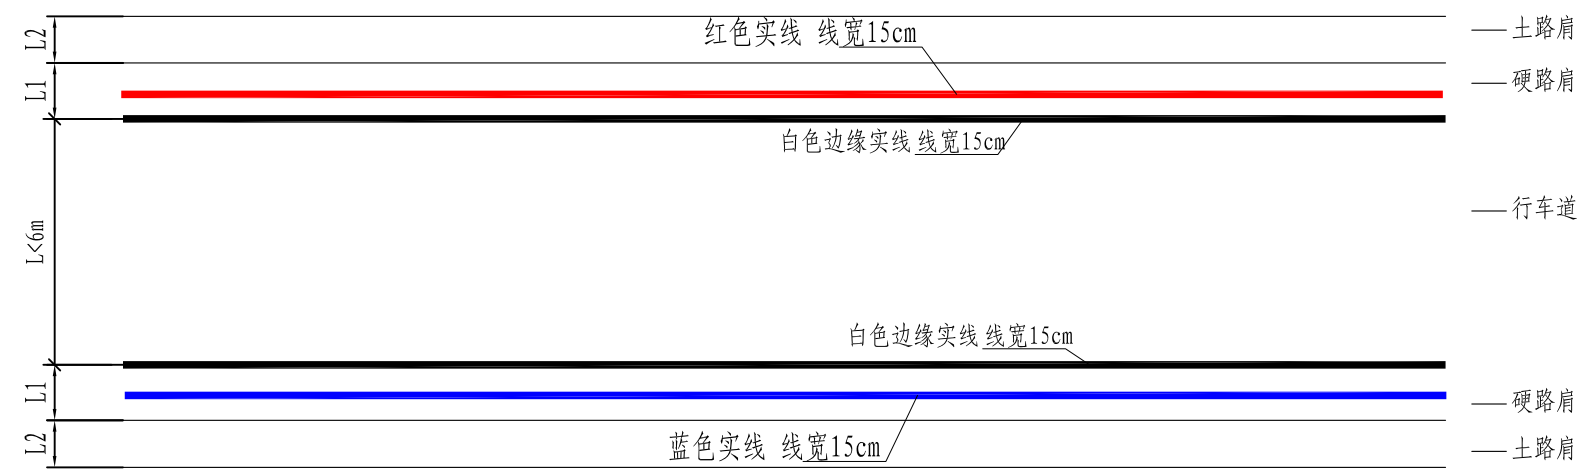 L2
红色实线 线宽15cm
土路肩
L1
硬路肩
白色边缘实线 线宽15cm
行车道
L<6m
白色边缘实线 线宽15cm
L1
硬路肩
L2
蓝色实线 线宽15cm
土路肩